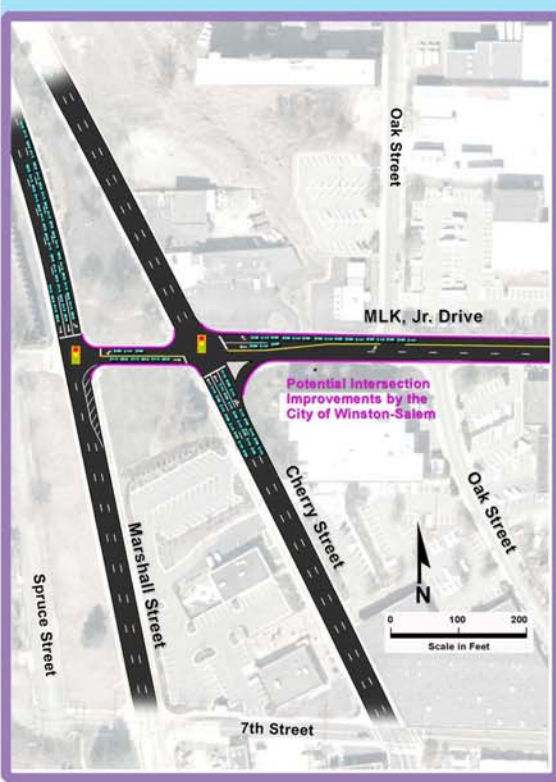 Oak Street
MLK, Jr. Drive
Potential Intersection
Improvements by the
City of Winston-Salem
Cherry Street
Oak Street
Marshall Street
Spruce Street
N
0 100 200
Scale in Feet
7th Street